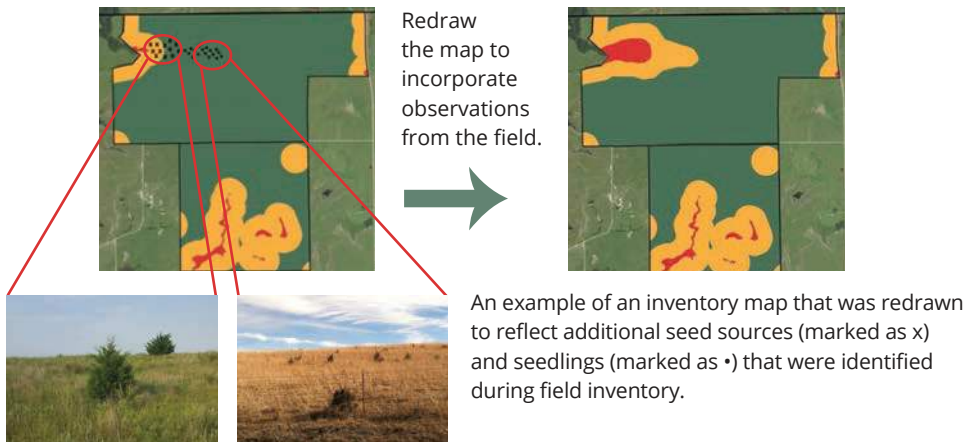 Redraw
the map to
incorporate
observations
from the field.
An example of an inventory map that was redrawn
to reflect additional seed sources (marked as x)
and seedlings (marked as •) that were identified
during field inventory.